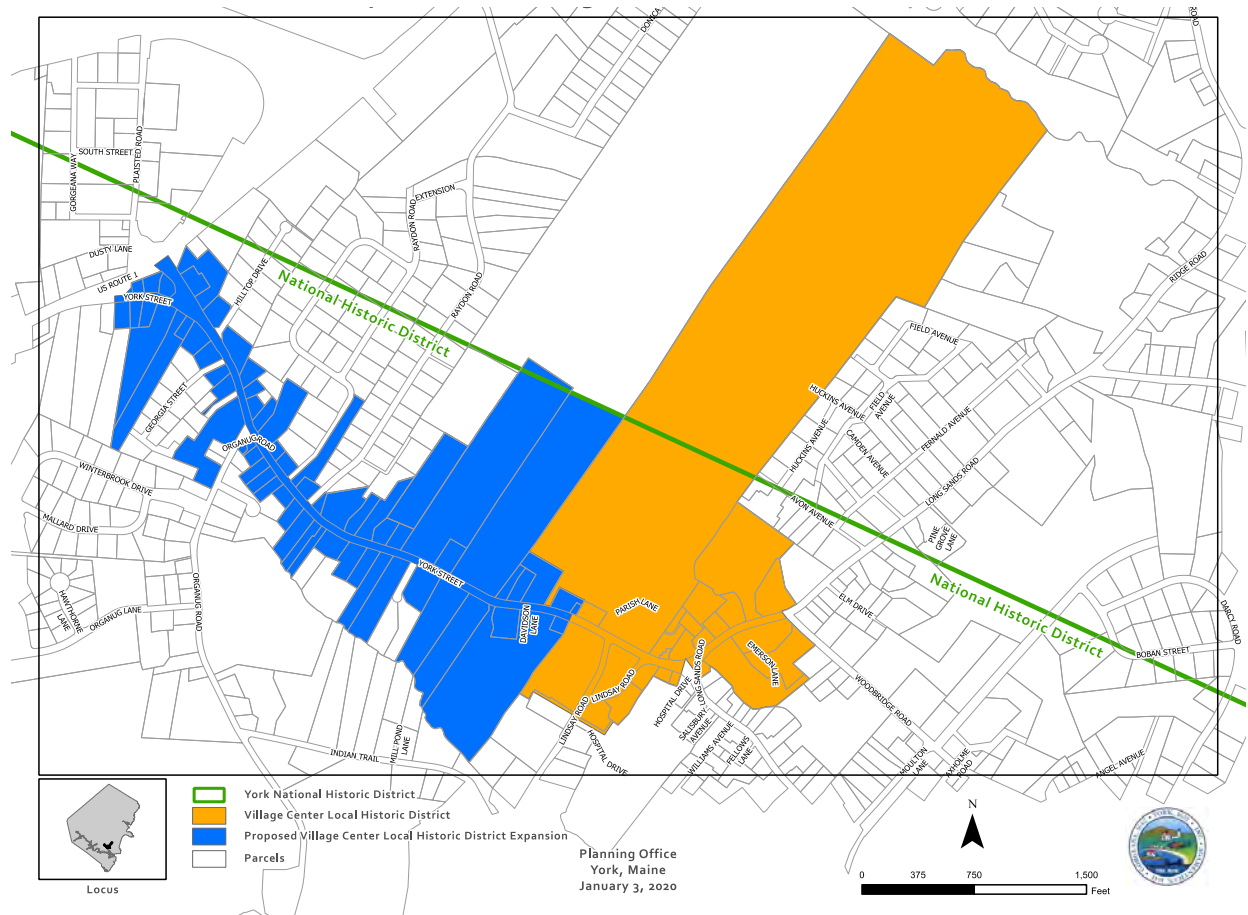 DONICA
ROAD
SOUTH STREET
PLAISTED ROAD
GORGEANA WAY
EXTENSION
RAYDON ROAD
DUSTY LANE
HILLTOP DRIVE
US ROUTE 1
YORK STREET
RAYDON ROAD
RIDGE ROAD
National Historic District
FIELD AVENUE
HUCKINS AVENUE
FIELD
AVENUE
GEORGIA STREET
FERNALD AVENUE
ORGANUG ROAD
HUCKINS AVENUE
CAMDEN AVENUE
WINTERBROOK DRIVE
LONG SANDS ROAD
MALLARD DRIVE
AVON AVENUE
PINE
GROVE
LANE
YORK STREET
National Historic District
HAWTHORNE
LANE
ORGANUG LANE
ORGANUG ROAD
DAVIDSON
LANE
PARISH LANE
ELM DRIVE
DARCY ROAD
EMERSON LANE
BOBAN STREET
LONG SANDS ROAD
LINDSAY ROAD
HOSPITAL DRIVE
WOODBRIDGE ROAD
LINDSAY ROAD
SALISBURY
AVENUE
HOSPITAL DRIVE
WILLIAMS AVENUE
FELLOWS
LANE
INDIAN TRAIL
MILL POND
LANE
MOULTON
LANE
AXHOLME
ROAD
ANGEL AVENUE
York National Historic District
Village Center Local Historic District
Proposed Village Center Local Historic District Expansion
Parcels
Locus
Planning Office
York, Maine
January 3, 2020
N
0 375 750 1,500
Feet